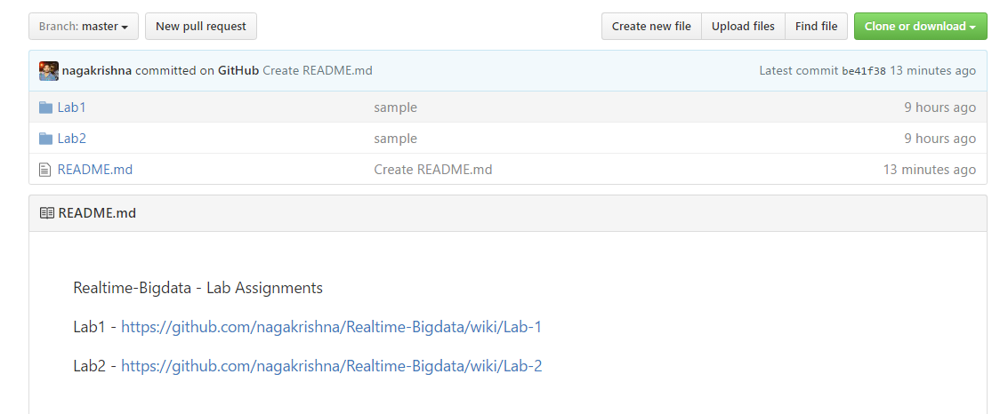 Branch: master New pull request Create new file Upload files Find file Clone or download
nagakrishna committed on GitHub Create README.md Latest commit be41f38 13 minutes ago
Lab1 sample 9 hours ago
Lab2 sample 9 hours ago
README.md Create README.md 13 minutes ago
README.md
Realtime-Bigdata - Lab Assignments
Lab1 - https://github.com/nagakrishna/Realtime-Bigdata/wiki/Lab-1
Lab2 - https://github.com/nagakrishna/Realtime-Bigdata/wiki/Lab-2